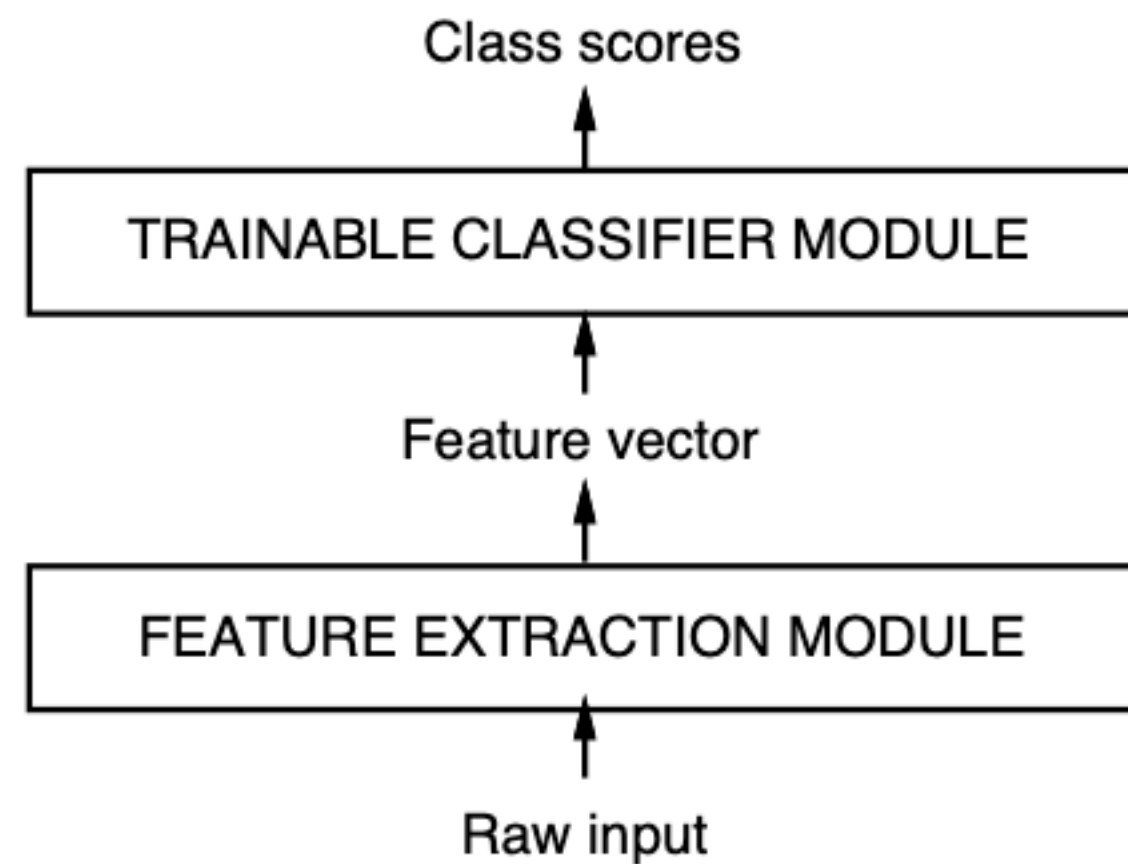 Class scores
TRAINABLE CLASSIFIER MODULE
Feature vector
FEATURE EXTRACTION MODULE
Raw input